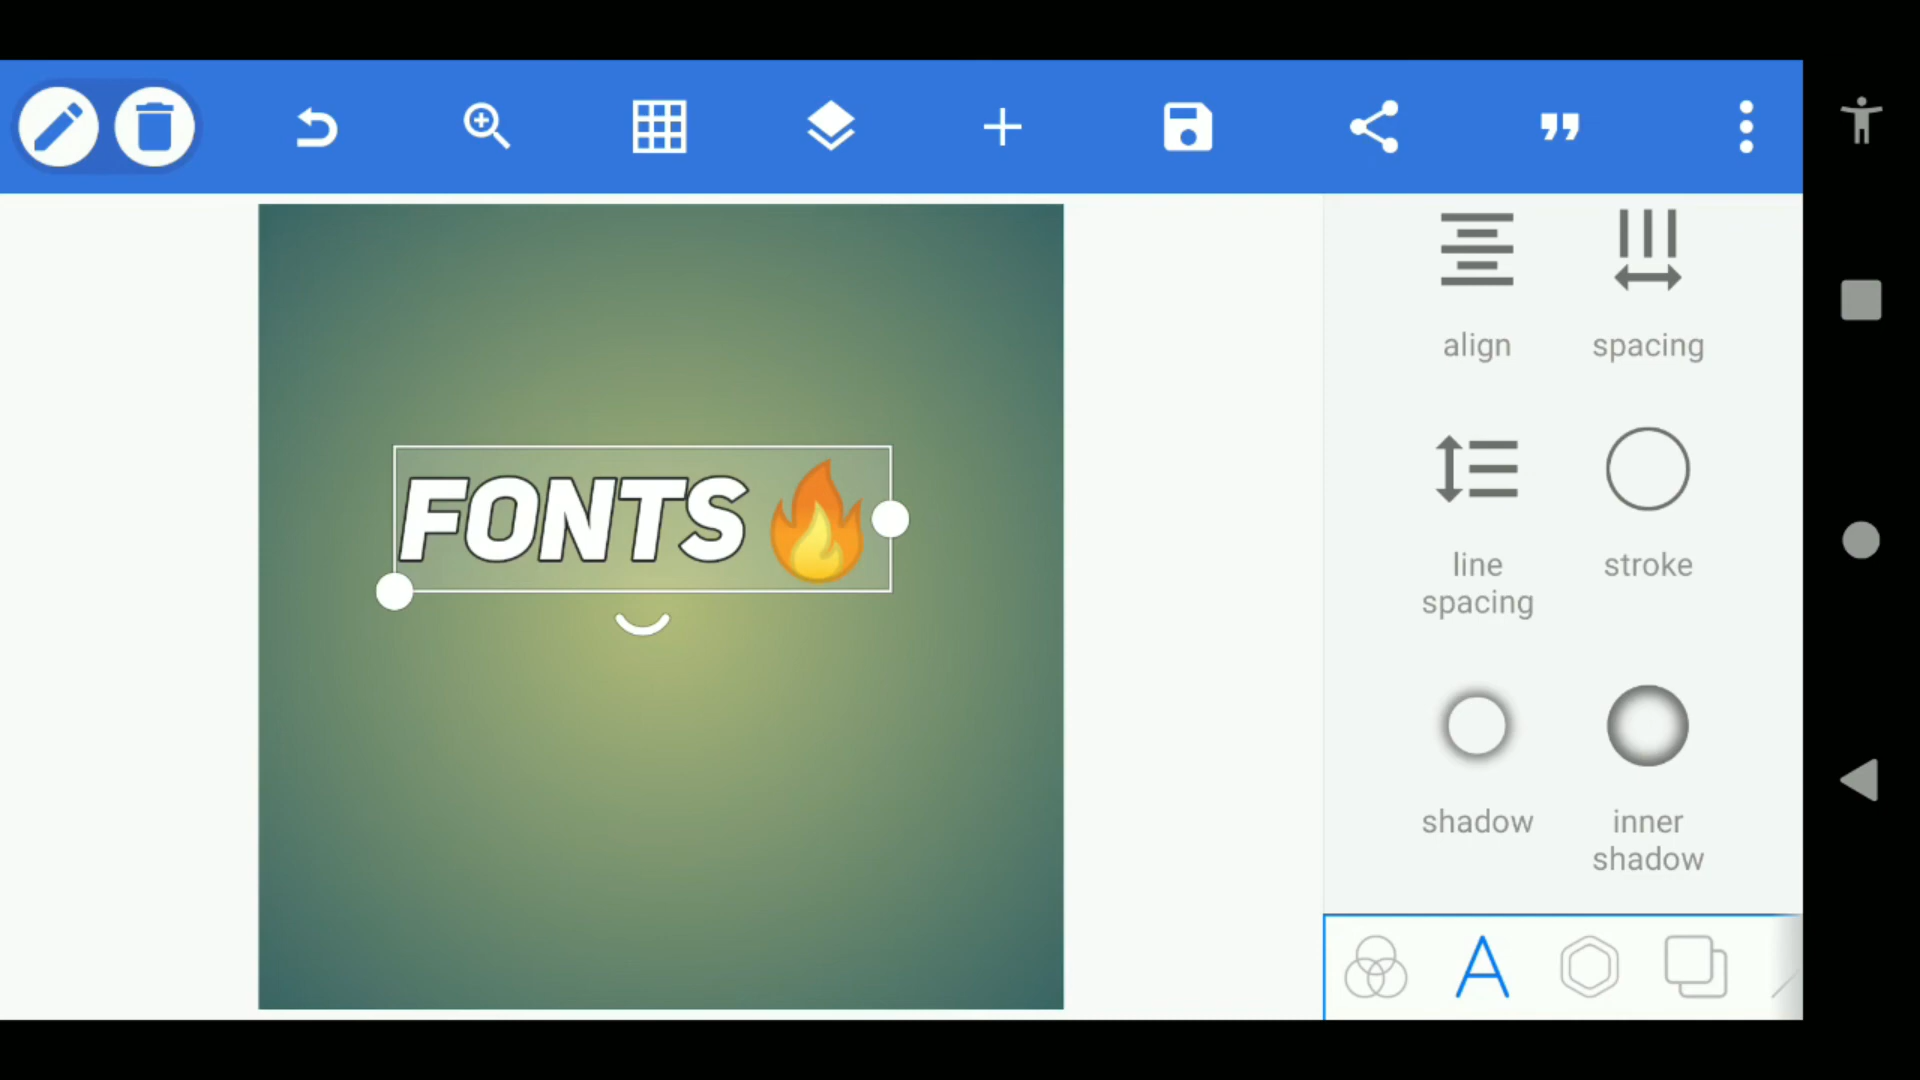 FONTS🔥
align
spacing
line
spacing
stroke
shadow
inner
shadow
A